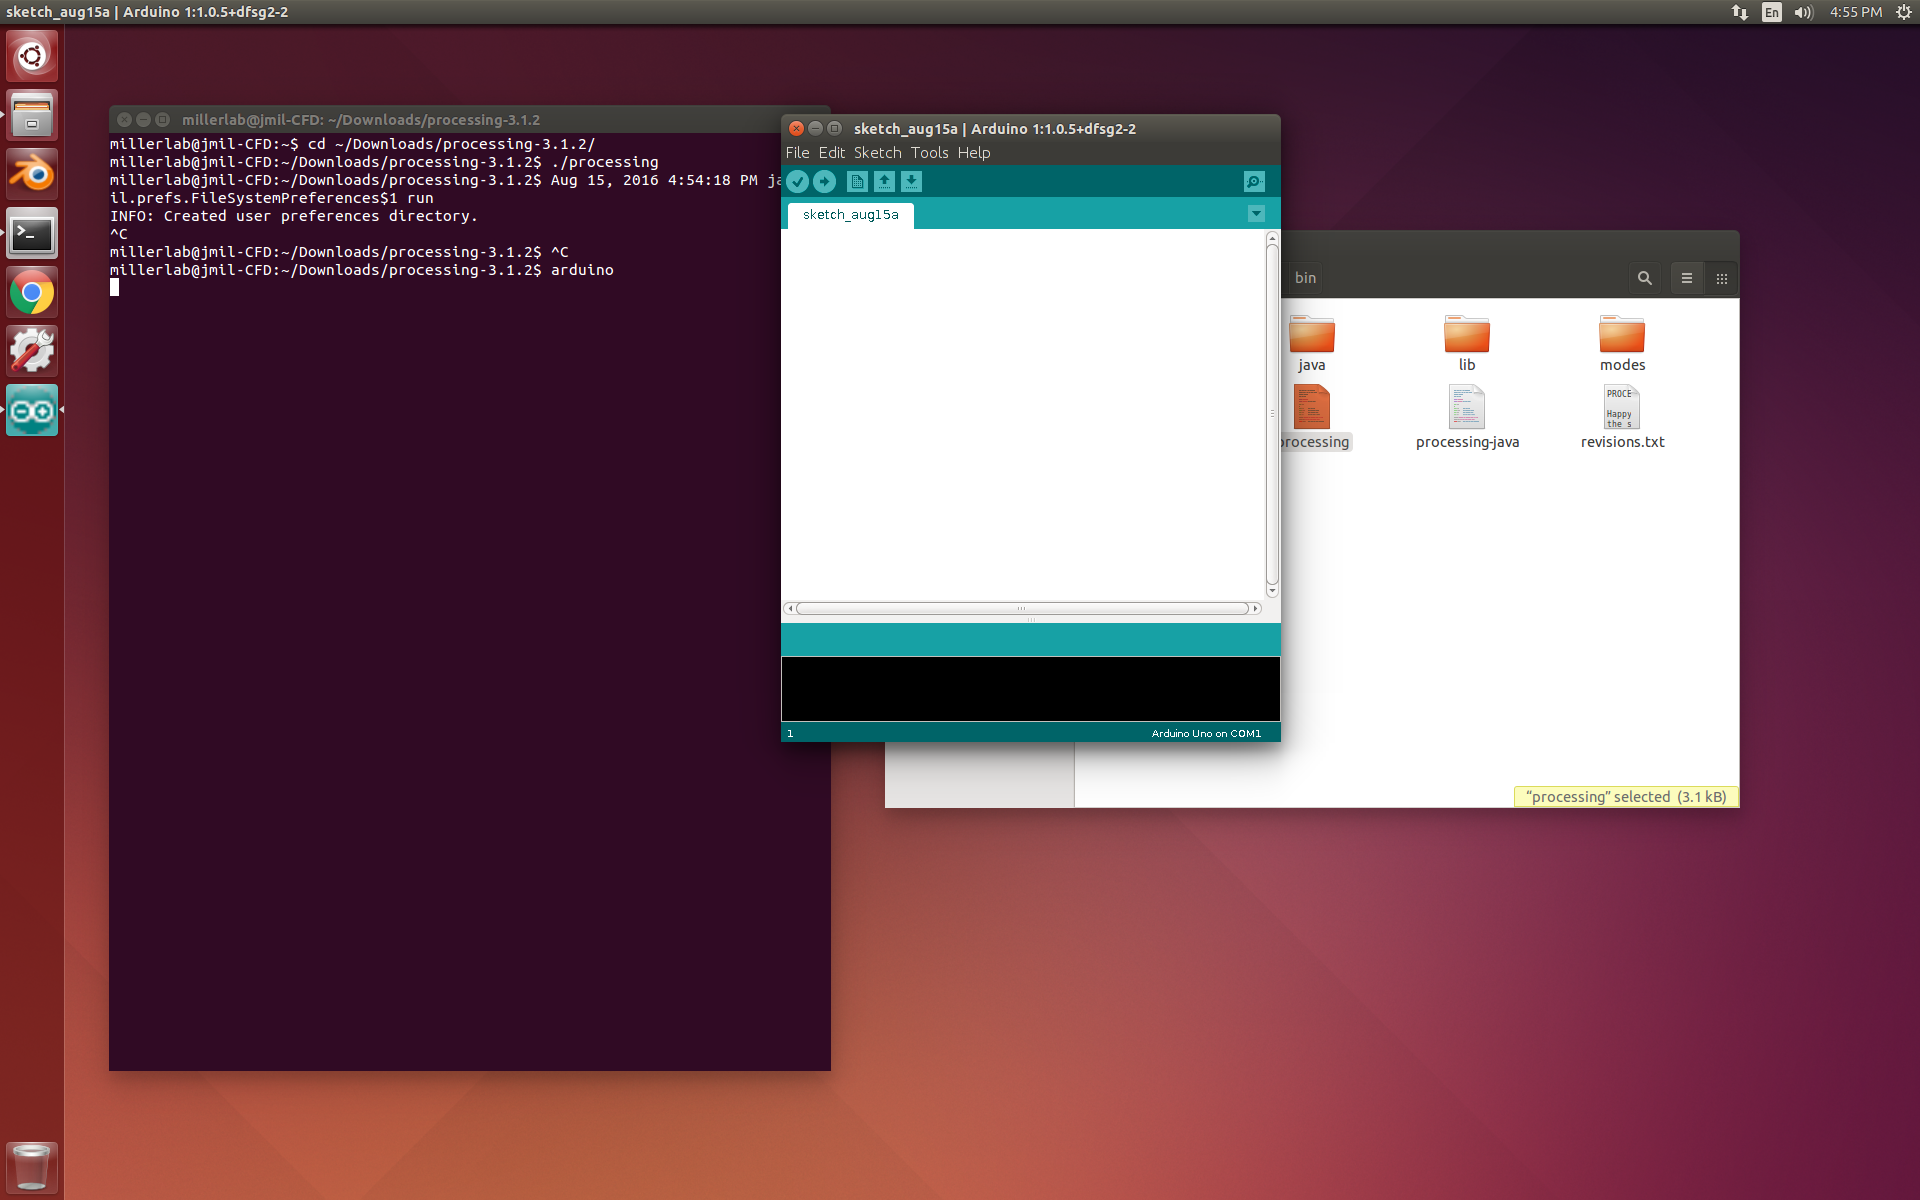 sketch_aug15a | Arduino 1:1.0.5+dfsg2-2
En
4:55 PM
millerlab@jmil-CFD: ~/Downloads/processing-3.1.2
millerlab@jmil-CFD:~$ cd ~/Downloads/processing-3.1.2/
millerlab@jmil-CFD:~/Downloads/processing-3.1.2$ ./processing
millerlab@jmil-CFD:~/Downloads/processing-3.1.2$ Aug 15, 2016 4:54:18 PM ja
il.prefs.FileSystemPreferences$1 run
INFO: Created user preferences directory.
^C
millerlab@jmil-CFD:~/Downloads/processing-3.1.2$ ^C
millerlab@jmil-CFD:~/Downloads/processing-3.1.2$ arduino
sketch_aug15a | Arduino 1:1.0.5+dfsg2-2
File Edit Sketch Tools Help
sketch_aug15a
1
Arduino Uno on COM1
bin
java
lib
modes
PROCE
Happy
the s
processing
processing-java
revisions.txt
“processing” selected (3.1 kB)